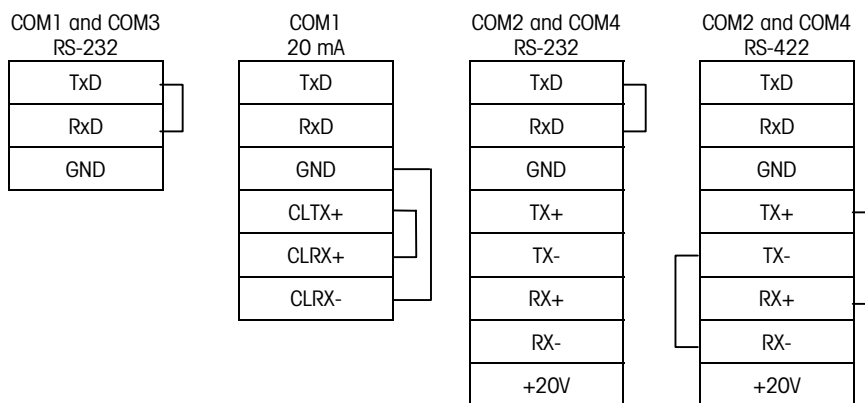 COM1 and COM3
RS-232
TxD
RxD
GND
COM1
20 mA
TxD
RxD
GND
CLTX+
CLRX+
CLRX-
COM2 and COM4
RS-232
TxD
RxD
GND
TX+
TX-
RX+
RX-
+20V
COM2 and COM4
RS-422
TxD
RxD
GND
TX+
TX-
RX+
RX-
+20V